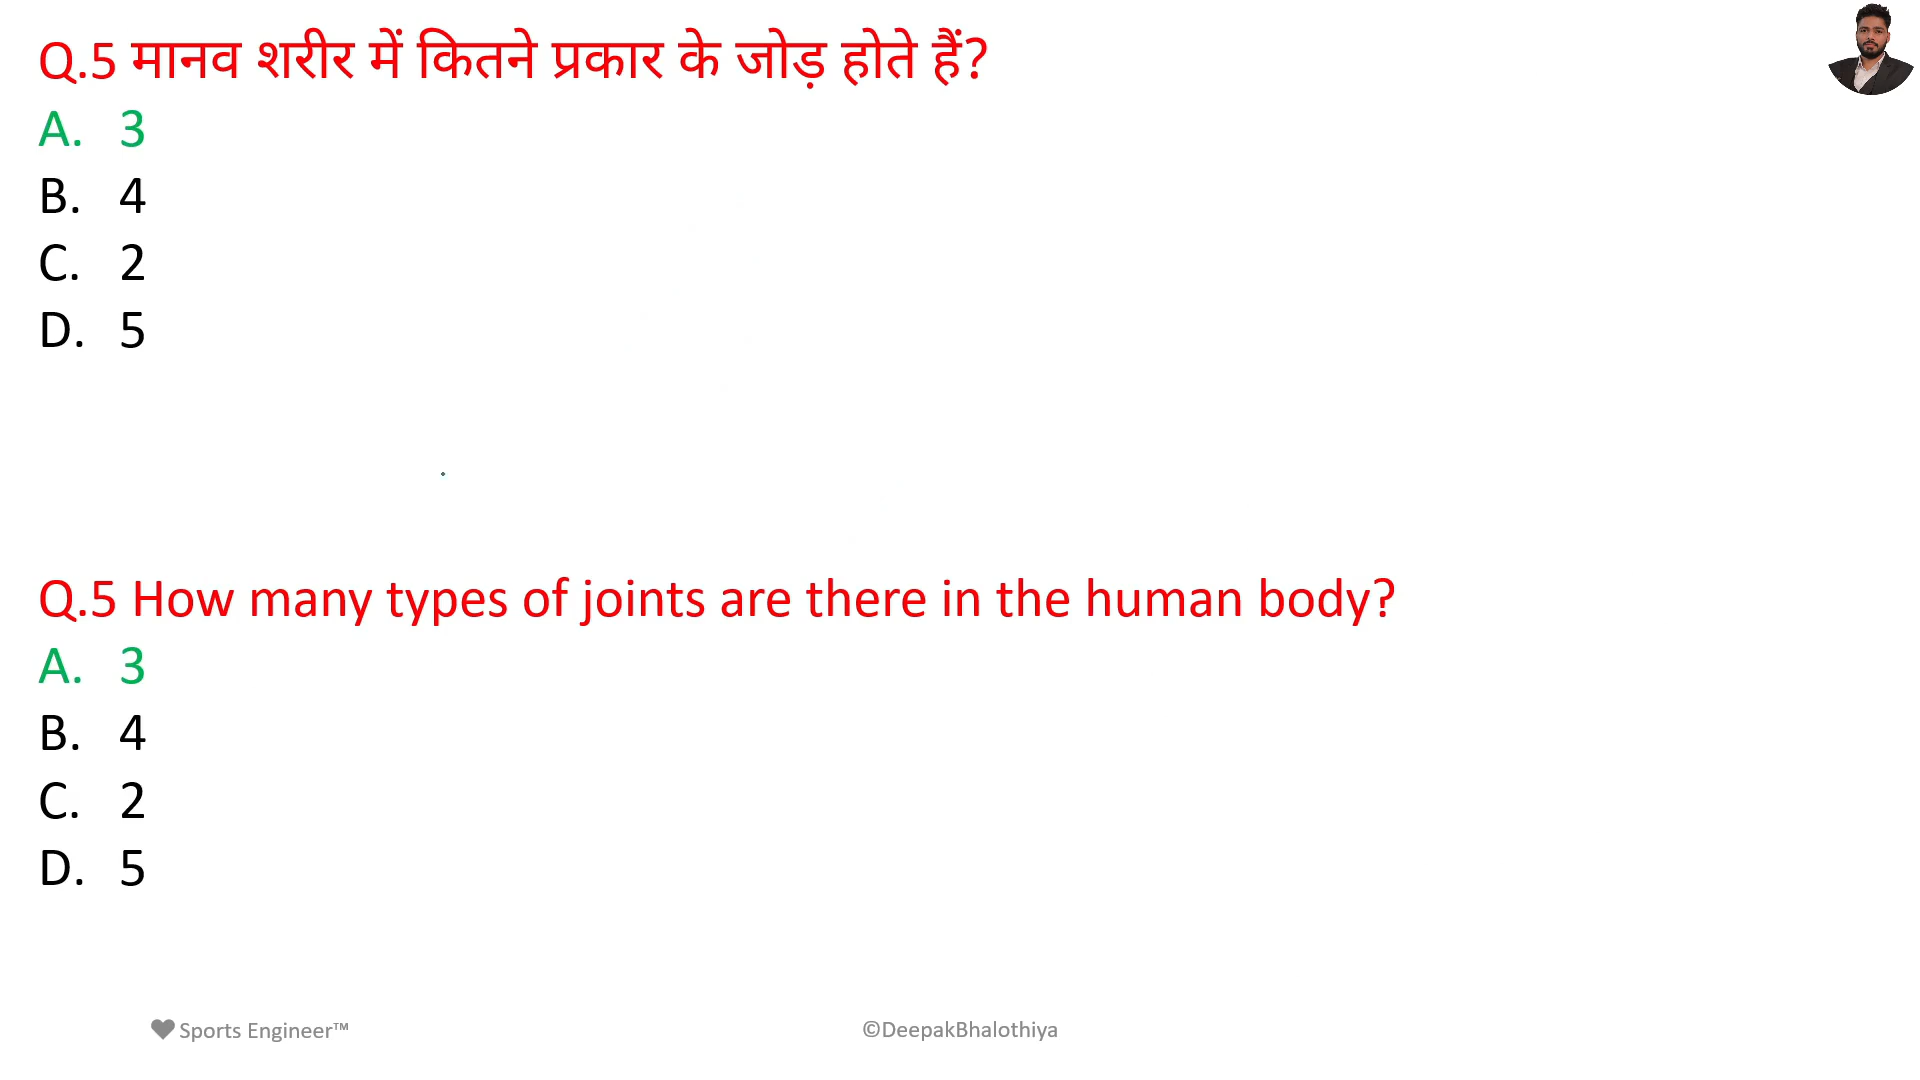 Q.5 मानव शरीर में कितने प्रकार के जोड़ होते हैं?
A. 3
B. 4
C. 2
D. 5
Q.5 How many types of joints are there in the human body?
A. 3
B. 4
C. 2
D. 5
Sports Engineer™
©DeepakBhalothiya